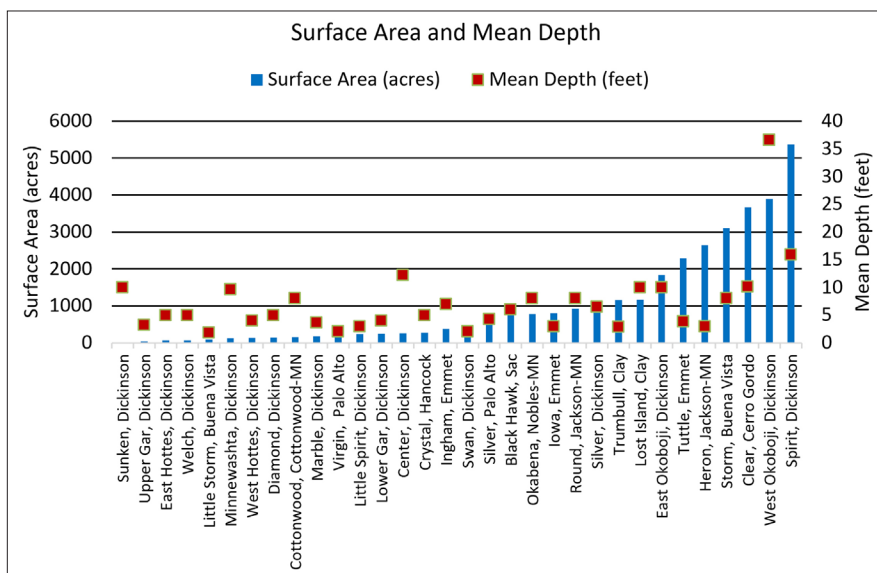 Surface Area and Mean Depth
Surface Area (acres)
Mean Depth (feet)
6000
5000
4000
3000
2000
1000
0
Surface Area (acres)
40
35
30
25
20
15
10
5
0
Mean Depth (feet)
Sunken, Dickinson
Upper Gar, Dickinson
East Hottes, Dickinson
Welch, Dickinson
Little Storm, Buena Vista
Minnewashta, Dickinson
West Hottes, Dickinson
Diamond, Dickinson
Cottonwood, Cottonwood-MN
Marble, Dickinson
Virgin, Palo Alto
Little Spirit, Dickinson
Lower Gar, Dickinson
Center, Dickinson
Crystal, Hancock
Ingham, Emmet
Swan, Dickinson
Silver, Palo Alto
Black Hawk, Sac
Okabena, Nobles-MN
Iowa, Emmet
Round, Jackson-MN
Silver, Dickinson
Trumbull, Clay
Lost Island, Clay
East Okoboji, Dickinson
Tuttle, Emmet
Heron, Jackson-MN
Storm, Buena Vista
Clear, Cerro Gordo
West Okoboji, Dickinson
Spirit, Dickinson